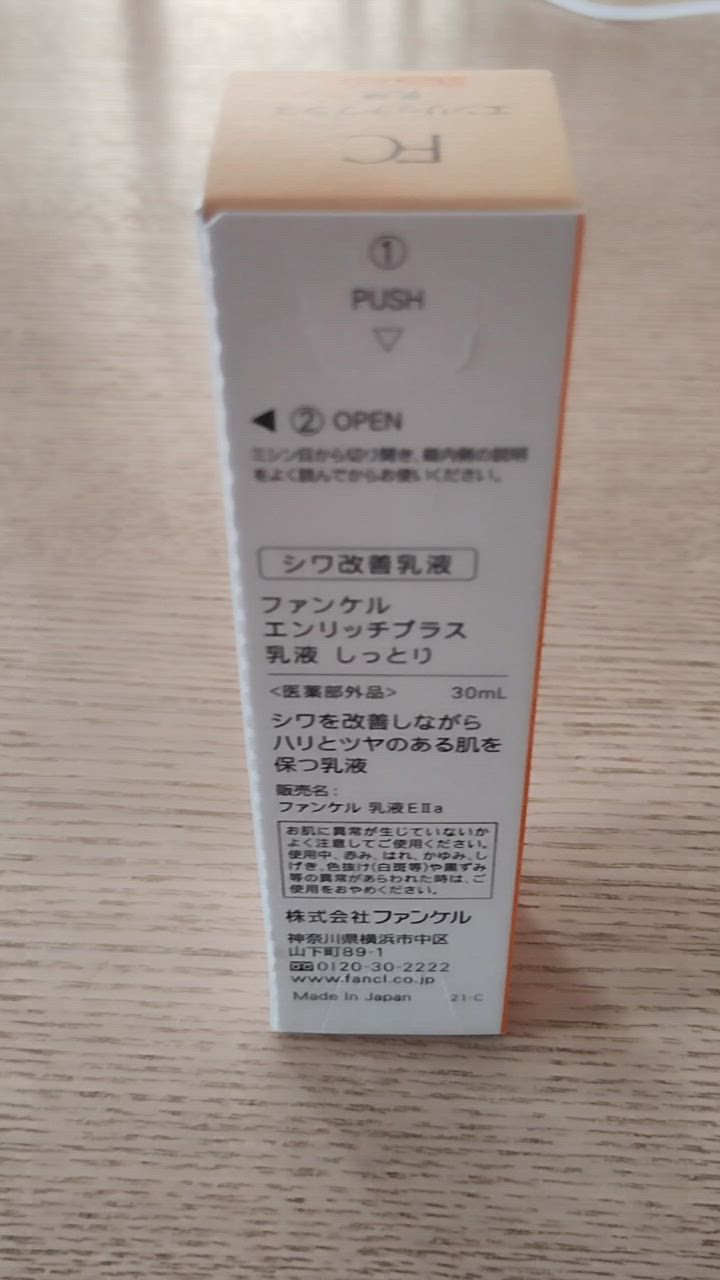 FC
エンリッチプラス
①
PUSH
▽
◀ ② OPEN
ミシン目から切り開き、箱内側の説明
をよく読んでからお使いください。
シワ改善乳液
ファンケル
エンリッチプラス
乳液 しっとり
<医薬部外品> 30mL
シワを改善しながら
ハリとツヤのある肌を
保つ乳液
販売名：
ファンケル 乳液EⅡa
お肌に異常が生じていないか
よく注意してご使用ください。
使用中、赤み、はれ、かゆみ、し
げき、色抜け(白斑等)や黒ずみ
等の異常があらわれた時は、ご
使用をおやめください。
株式会社ファンケル
神奈川県横浜市中区
山下町89-1
0120-30-2222
www.fancl.co.jp
Made in Japan 21-C